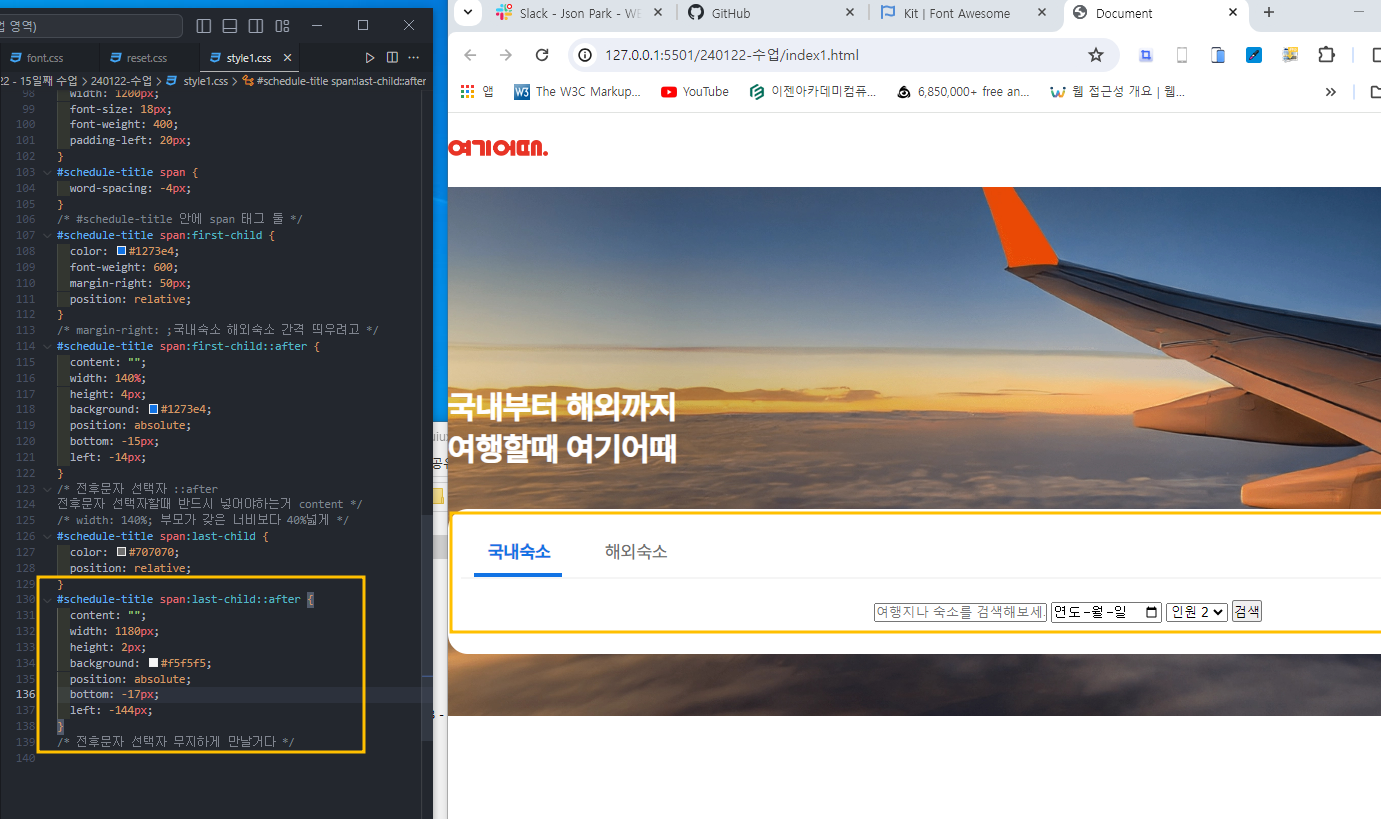 업 영역)
font.css
reset.css
style1.css
22 - 15일째 수업 > 240122-수업 > style1.css > #schedule-title span:last-child::after
98 width: 1200px;
99 font-size: 18px;
100 font-weight: 400;
101 padding-left: 20px;
102 }
103 #schedule-title span {
104 word-spacing: -4px;
105 }
106 /* #schedule-title 안에 span 태그 둘 */
107 #schedule-title span:first-child {
108 color: #1273e4;
109 font-weight: 600;
110 margin-right: 50px;
111 position: relative;
112 }
113 /* margin-right: ;국내숙소 해외숙소 간격 띄우려고 */
114 #schedule-title span:first-child::after {
115 content: "";
116 width: 140%;
117 height: 4px;
118 background: #1273e4;
119 position: absolute;
120 bottom: -15px;
121 left: -14px;
122 }
123 /* 전후문자 선택자 ::after
124 전후문자 선택자할때 반드시 넣어야하는거 content */
125 /* width: 140%; 부모가 갖은 너비보다 40%넓게 */
126 #schedule-title span:last-child {
127 color: #707070;
128 position: relative;
129 }
130 #schedule-title span:last-child::after {
131 content: "";
132 width: 1180px;
133 height: 2px;
134 background: #f5f5f5;
135 position: absolute;
136 bottom: -17px;
137 left: -144px;
138 }
139 /* 전후문자 선택자 무지하게 만날거다 */
140
Slack - Json Park - WE
GitHub
Kit | Font Awesome
Document
127.0.0.1:5501/240122-수업/index1.html
앱
The W3C Markup...
YouTube
이젠아카데미컴퓨...
6,850,000+ free an...
웹 접근성 개요 | 웹...
여기어때.
국내부터 해외까지
여행할때 여기어때
국내숙소 해외숙소
여행지나 숙소를 검색해보세. 연도-월-일 인원 2 검색